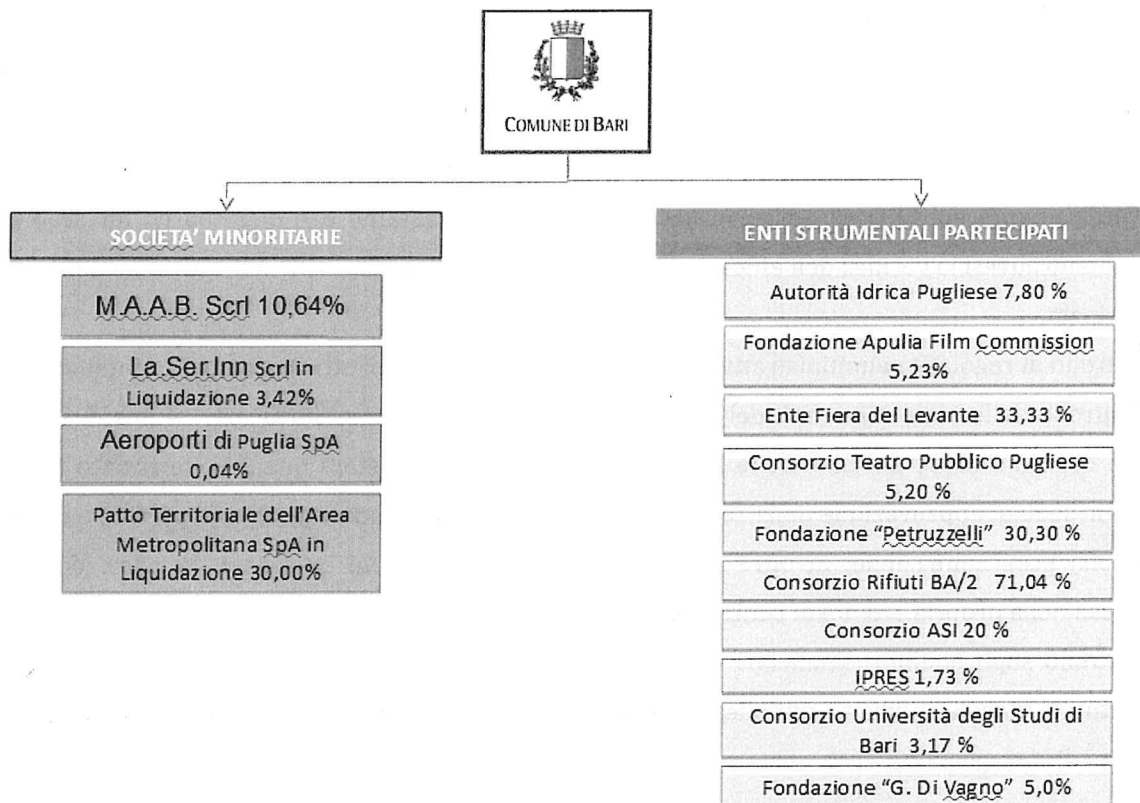 COMUNE DI BARI
SOCIETA' MINORITARIE
M.A.A.B. Scrl 10,64%
La.Ser.Inn Scrl in
Liquidazione 3,42%
Aeroporti di Puglia SpA
0,04%
Patto Territoriale dell'Area
Metropolitana SpA in
Liquidazione 30,00%
ENTI STRUMENTALI PARTECIPATI
Autorità Idrica Pugliese 7,80 %
Fondazione Apulia Film Commission
5,23%
Ente Fiera del Levante 33,33 %
Consorzio Teatro Pubblico Pugliese
5,20 %
Fondazione “Petruzzelli” 30,30 %
Consorzio Rifiuti BA/2 71,04 %
Consorzio ASI 20 %
IPRES 1,73 %
Consorzio Università degli Studi di
Bari 3,17 %
Fondazione “G. Di Vagno” 5,0%